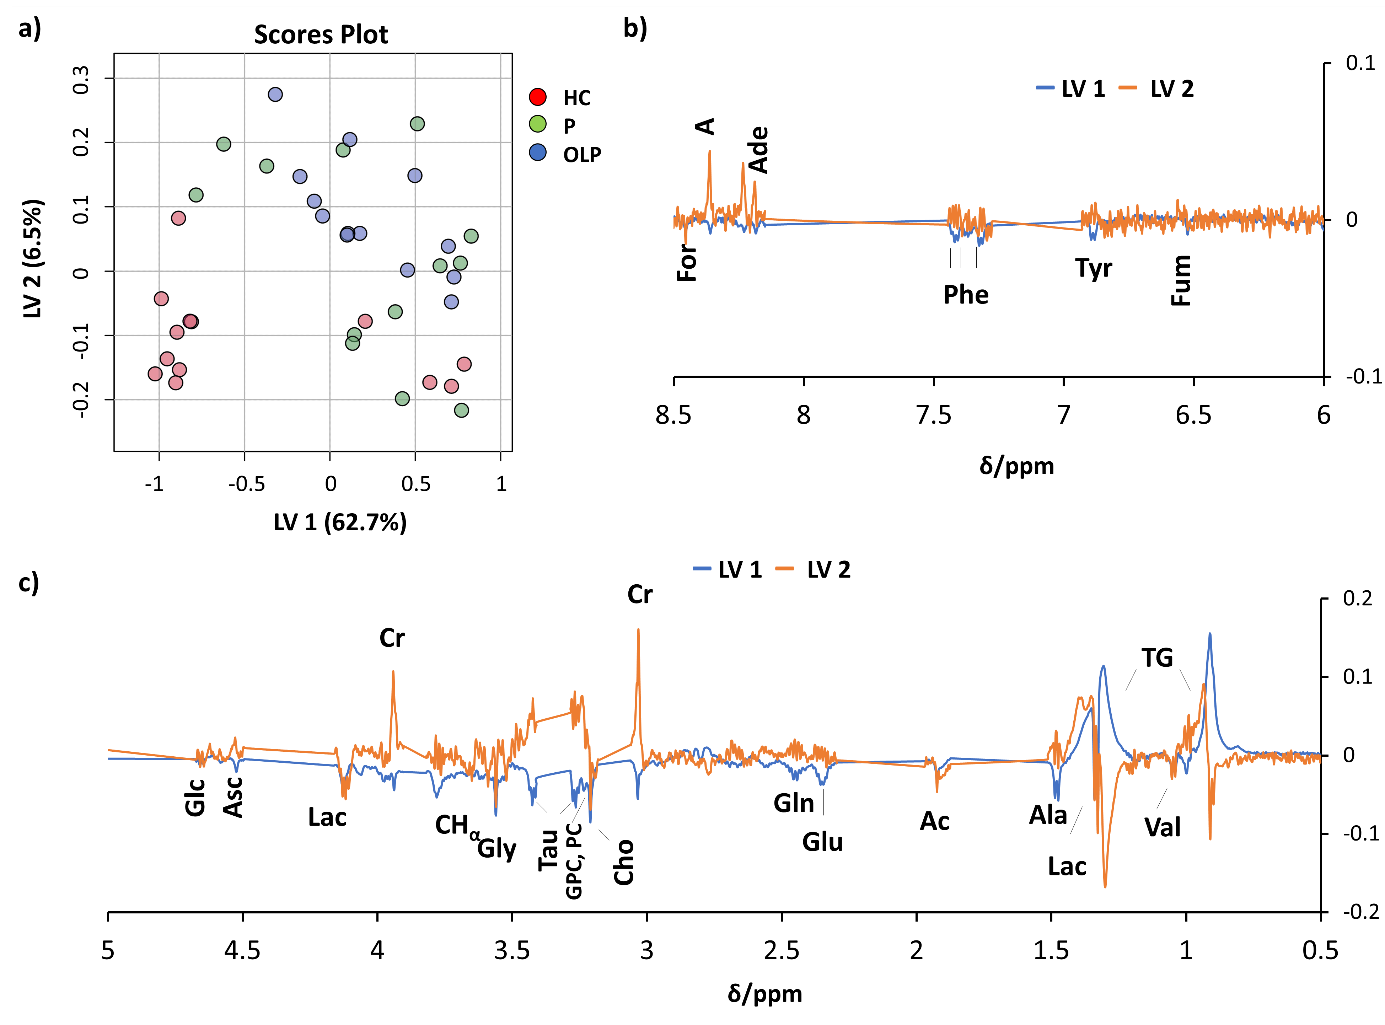 a)
Scores Plot
LV 2 (6.5%)
0.3
0.2
0.1
0
-0.1
-0.2
-1
-0.5
0
0.5
1
LV 1 (62.7%)
HC
P
OLP
b)
LV 1
LV 2
0.1
0
-0.1
A
Ade
For
Phe
Tyr
Fum
8.5
8
7.5
7
6.5
6
δ/ppm
c)
LV 1
LV 2
0.2
0.1
0
-0.1
-0.2
Cr
Cr
TG
Glc
Asc
Lac
CHα
Gly
Tau
GPC, PC
Cho
Gln
Glu
Ac
Ala
Lac
Val
5
4.5
4
3.5
3
2.5
2
1.5
1
0.5
δ/ppm